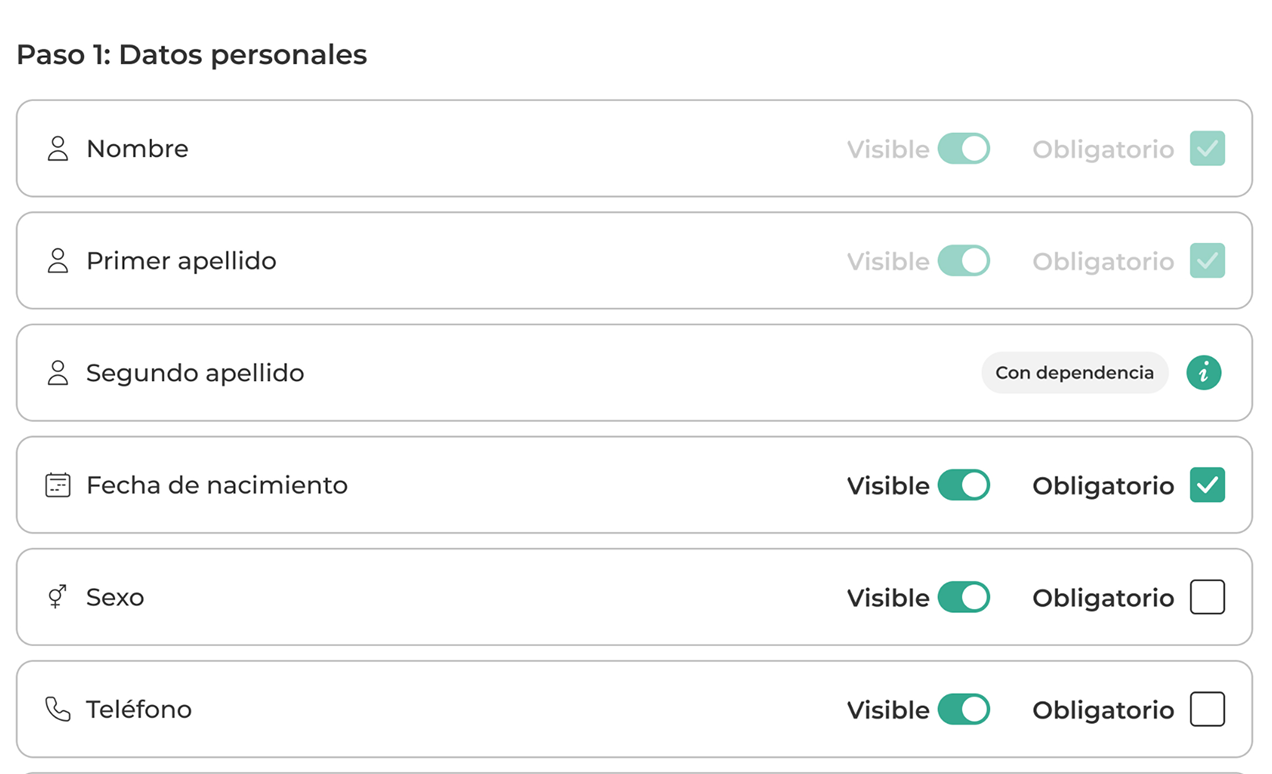 Paso 1: Datos personales
Nombre Visible Obligatorio
Primer apellido Visible Obligatorio
Segundo apellido Con dependencia i
Fecha de nacimiento Visible Obligatorio
Sexo Visible Obligatorio
Teléfono Visible Obligatorio